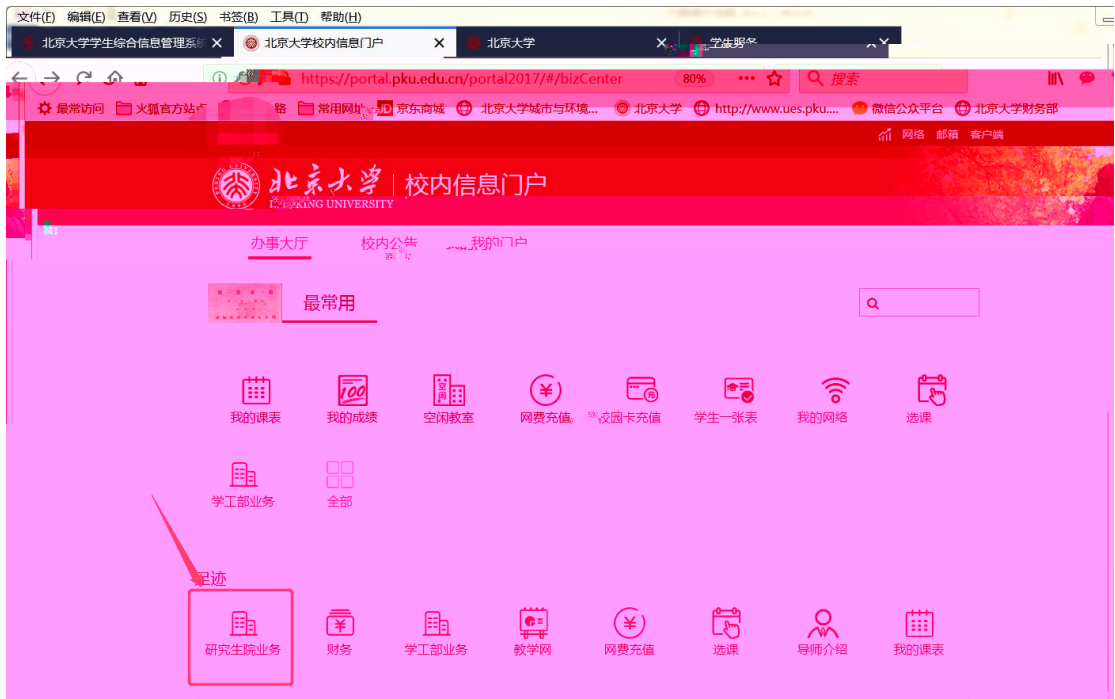 文件(F) 编辑(E) 查看(V) 历史(S) 书签(B) 工具(T) 帮助(H)
北京大学学生综合信息管理系统 北京大学校内信息门户 北京大学
https://portal.pku.edu.cn/portal2017/#/bizCenter 80% 搜索
最常访问 火狐官方站点 常用网址 JD 京东商城 北京大学城市与环境... 北京大学 http://www.ues.pku.... 微信公众平台 北京大学财务部
网络 邮箱 客户端
北京大学 校内信息门户
PEKING UNIVERSITY
办事大厅 校内公告 我的门户
最常用
我的课表 我的成绩 空闲教室 网费充值 校园卡充值 学生一张表 我的网络 选课
学工部业务 全部
足迹
研究生院业务 财务 学工部业务 教学网 网费充值 选课 导师介绍 我的课表